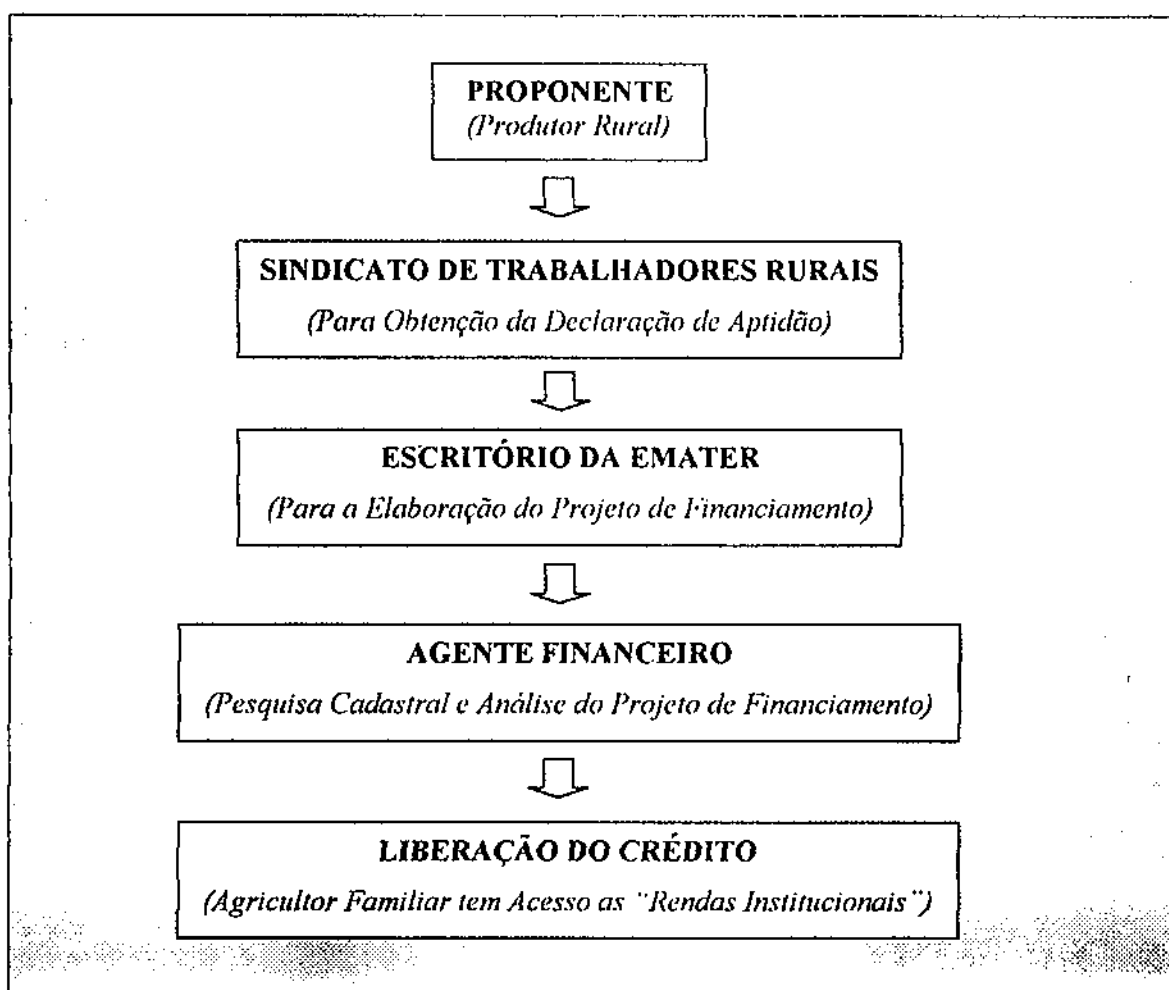 PROPONENTE
(Produtor Rural)
SINDICATO DE TRABALHADORES RURAIS
(Para Obtenção da Declaração de Aptidão)
ESCRITÓRIO DA EMATER
(Para a Elaboração do Projeto de Financiamento)
AGENTE FINANCEIRO
(Pesquisa Cadastral e Análise do Projeto de Financiamento)
LIBERAÇÃO DO CRÉDITO
(Agricultor Familiar tem Acesso as "Rendas Institucionais")